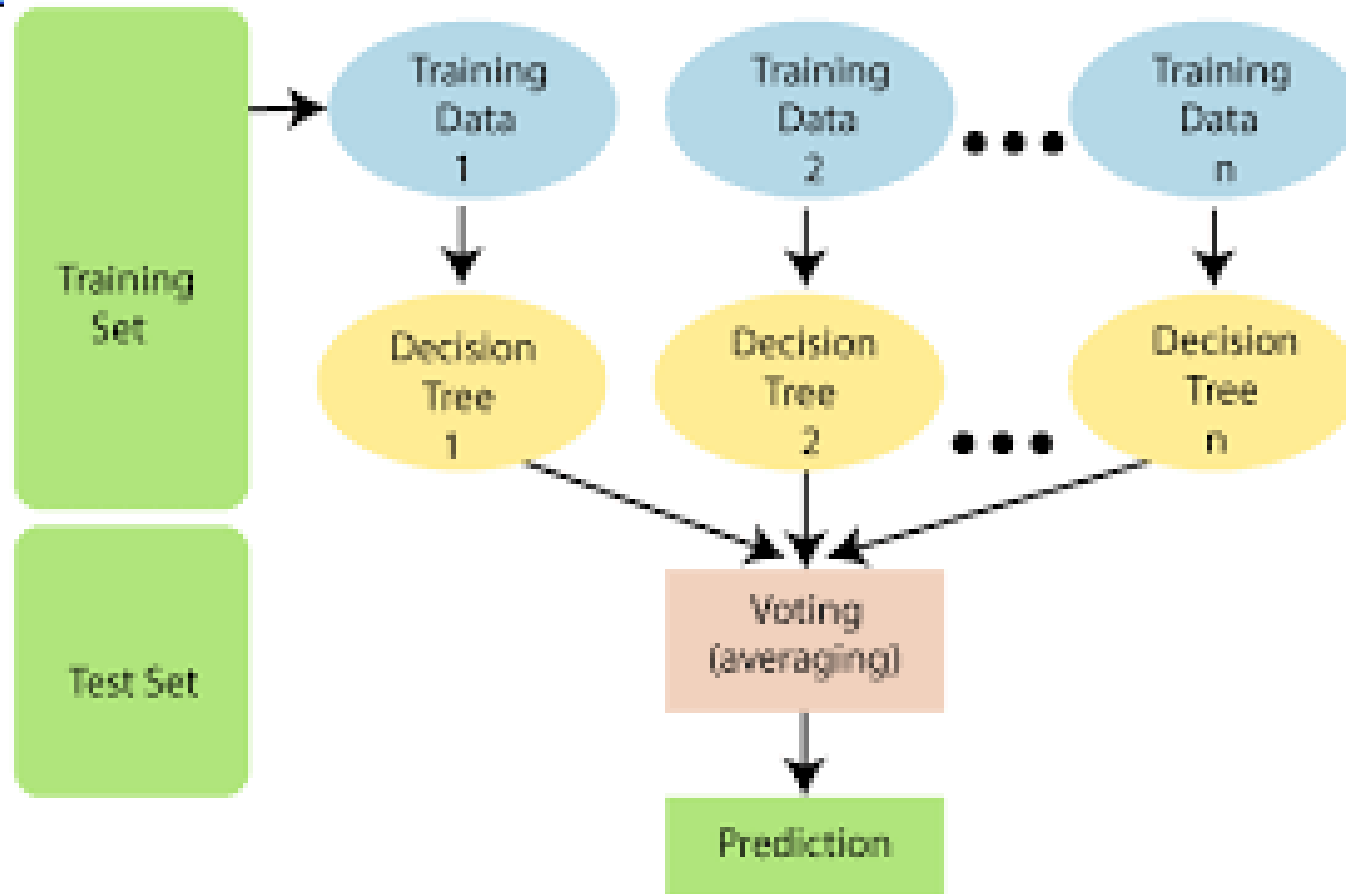 Training
Set
Test Set
Training
Data
1
Training
Data
2
Training
Data
n
Decision
Tree
1
Decision
Tree
2
Decision
Tree
n
Voting
(averaging)
Prediction